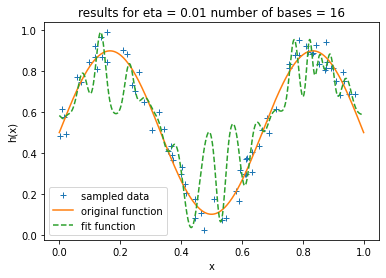 results for eta = 0.01 number of bases = 16
h(x)
1.0
0.8
0.6
0.4
0.2
0.0
sampled data
original function
fit function
0.0 0.2 0.4 0.6 0.8 1.0
x